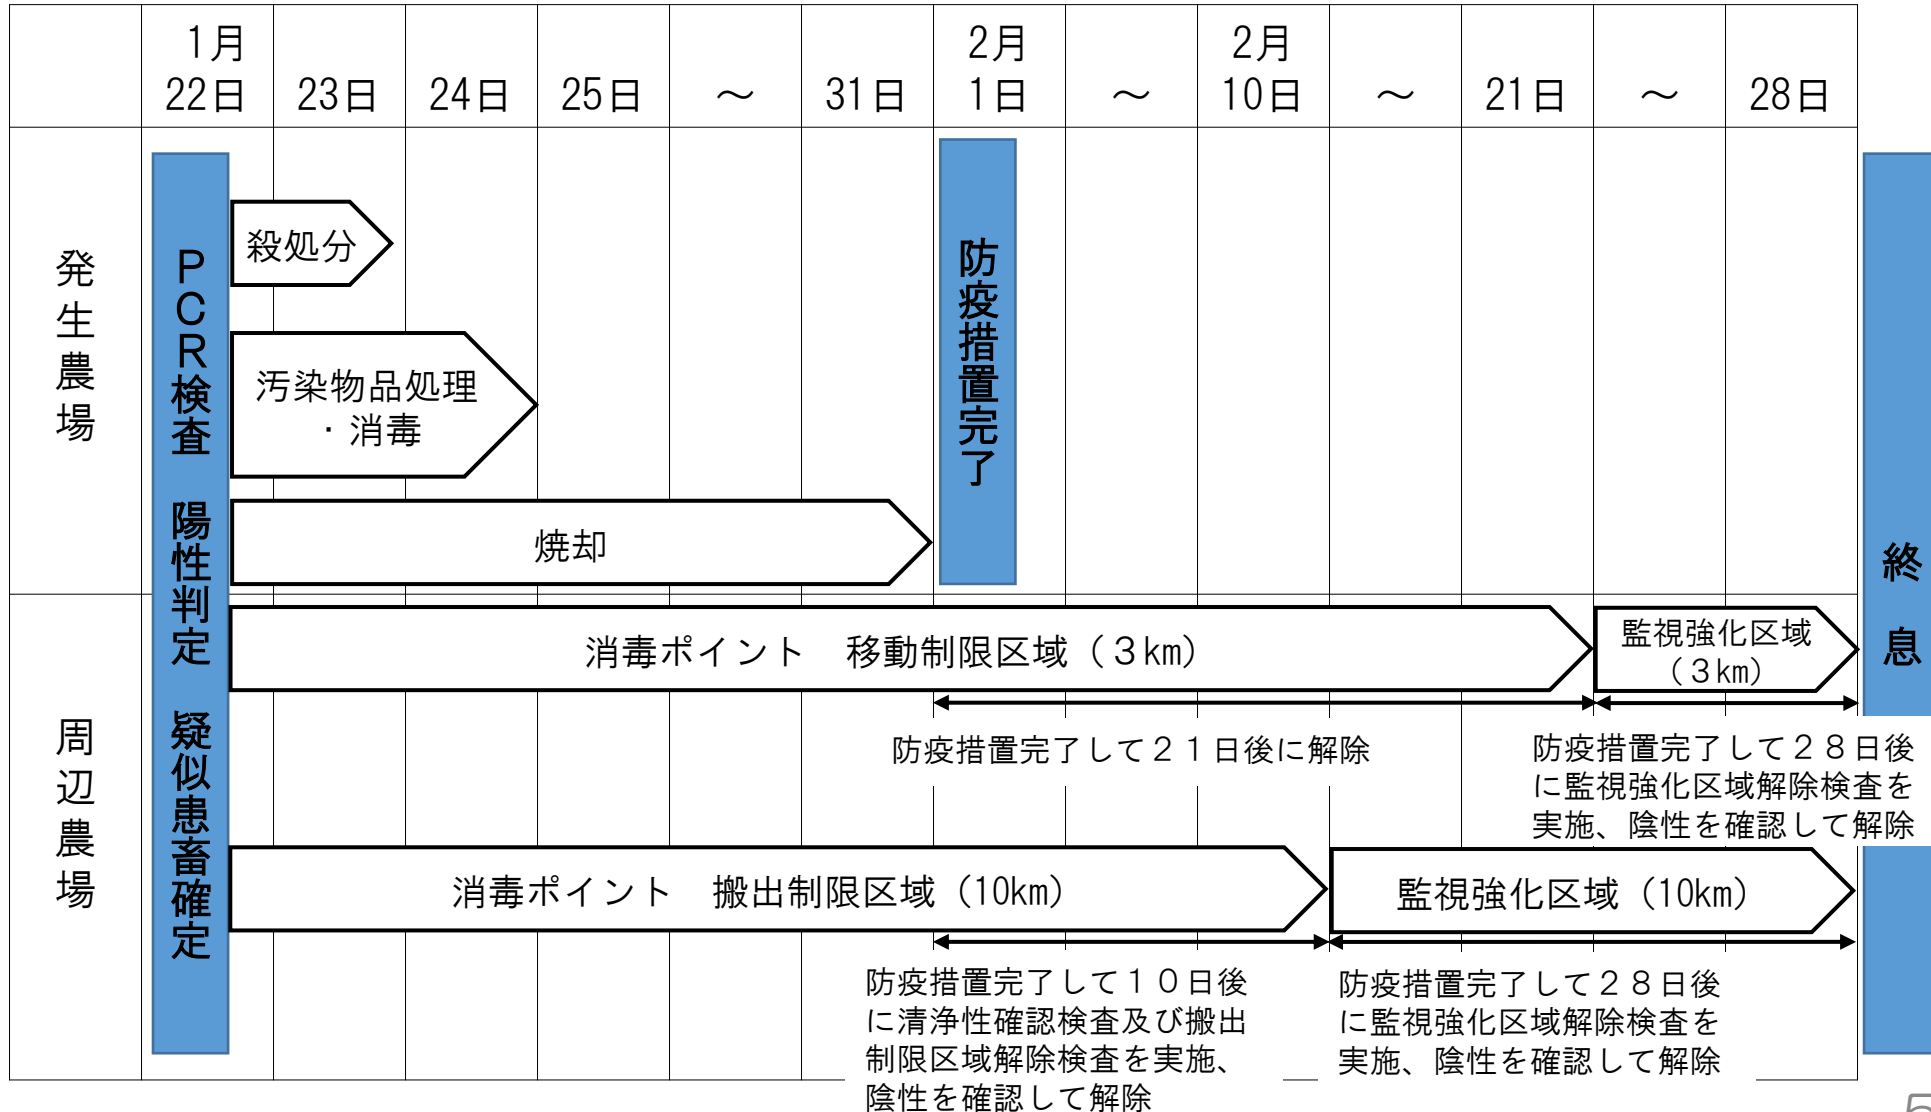 1月
22日
23日
24日
25日
～
31日
2月
1日
～
2月
10日
～
21日
～
28日
発生農場
PCR検査　陽性判定　疑似患畜確定
殺処分
汚染物品処理
・消毒
焼却
防疫措置完了
終息
周辺農場
消毒ポイント　移動制限区域（３km）
監視強化区域
（３km）
防疫措置完了して２１日後に解除
防疫措置完了して２８日後
に監視強化区域解除検査を
実施、陰性を確認して解除
消毒ポイント　搬出制限区域（10km）
監視強化区域（10km）
防疫措置完了して１０日後
に清浄性確認検査及び搬出
制限区域解除検査を実施、
陰性を確認して解除
防疫措置完了して２８日後
に監視強化区域解除検査を
実施、陰性を確認して解除